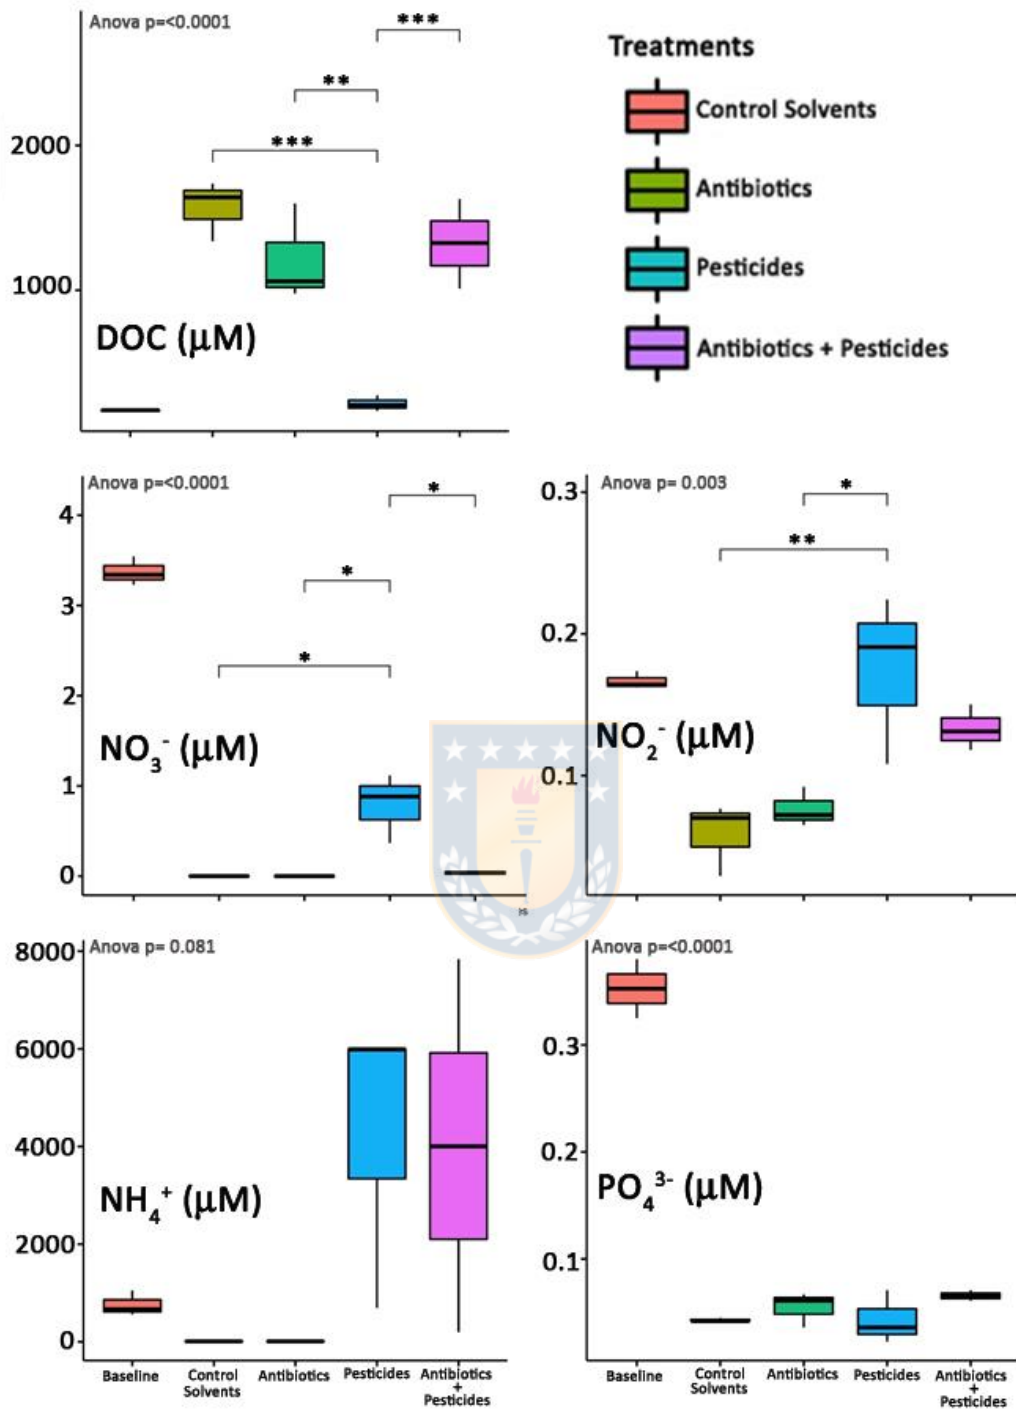 Anova p=<0.0001
***
**
***
2000
1000
DOC (µM)
Treatments
Control Solvents
Antibiotics
Pesticides
Antibiotics + Pesticides
Anova p=<0.0001
*
*
*
4
3
2
1
0
NO₃⁻ (µM)
Anova p= 0.003
*
**
0.3
0.2
0.1
NO₂⁻ (µM)
Anova p= 0.081
8000
6000
4000
2000
0
NH₄⁺ (µM)
Baseline
Control
Solvents
Antibiotics
Pesticides
Antibiotics
+
Pesticides
Anova p=<0.0001
0.3
0.2
0.1
PO₄³⁻ (µM)
Baseline
Control
Solvents
Antibiotics
Pesticides
Antibiotics
+
Pesticides